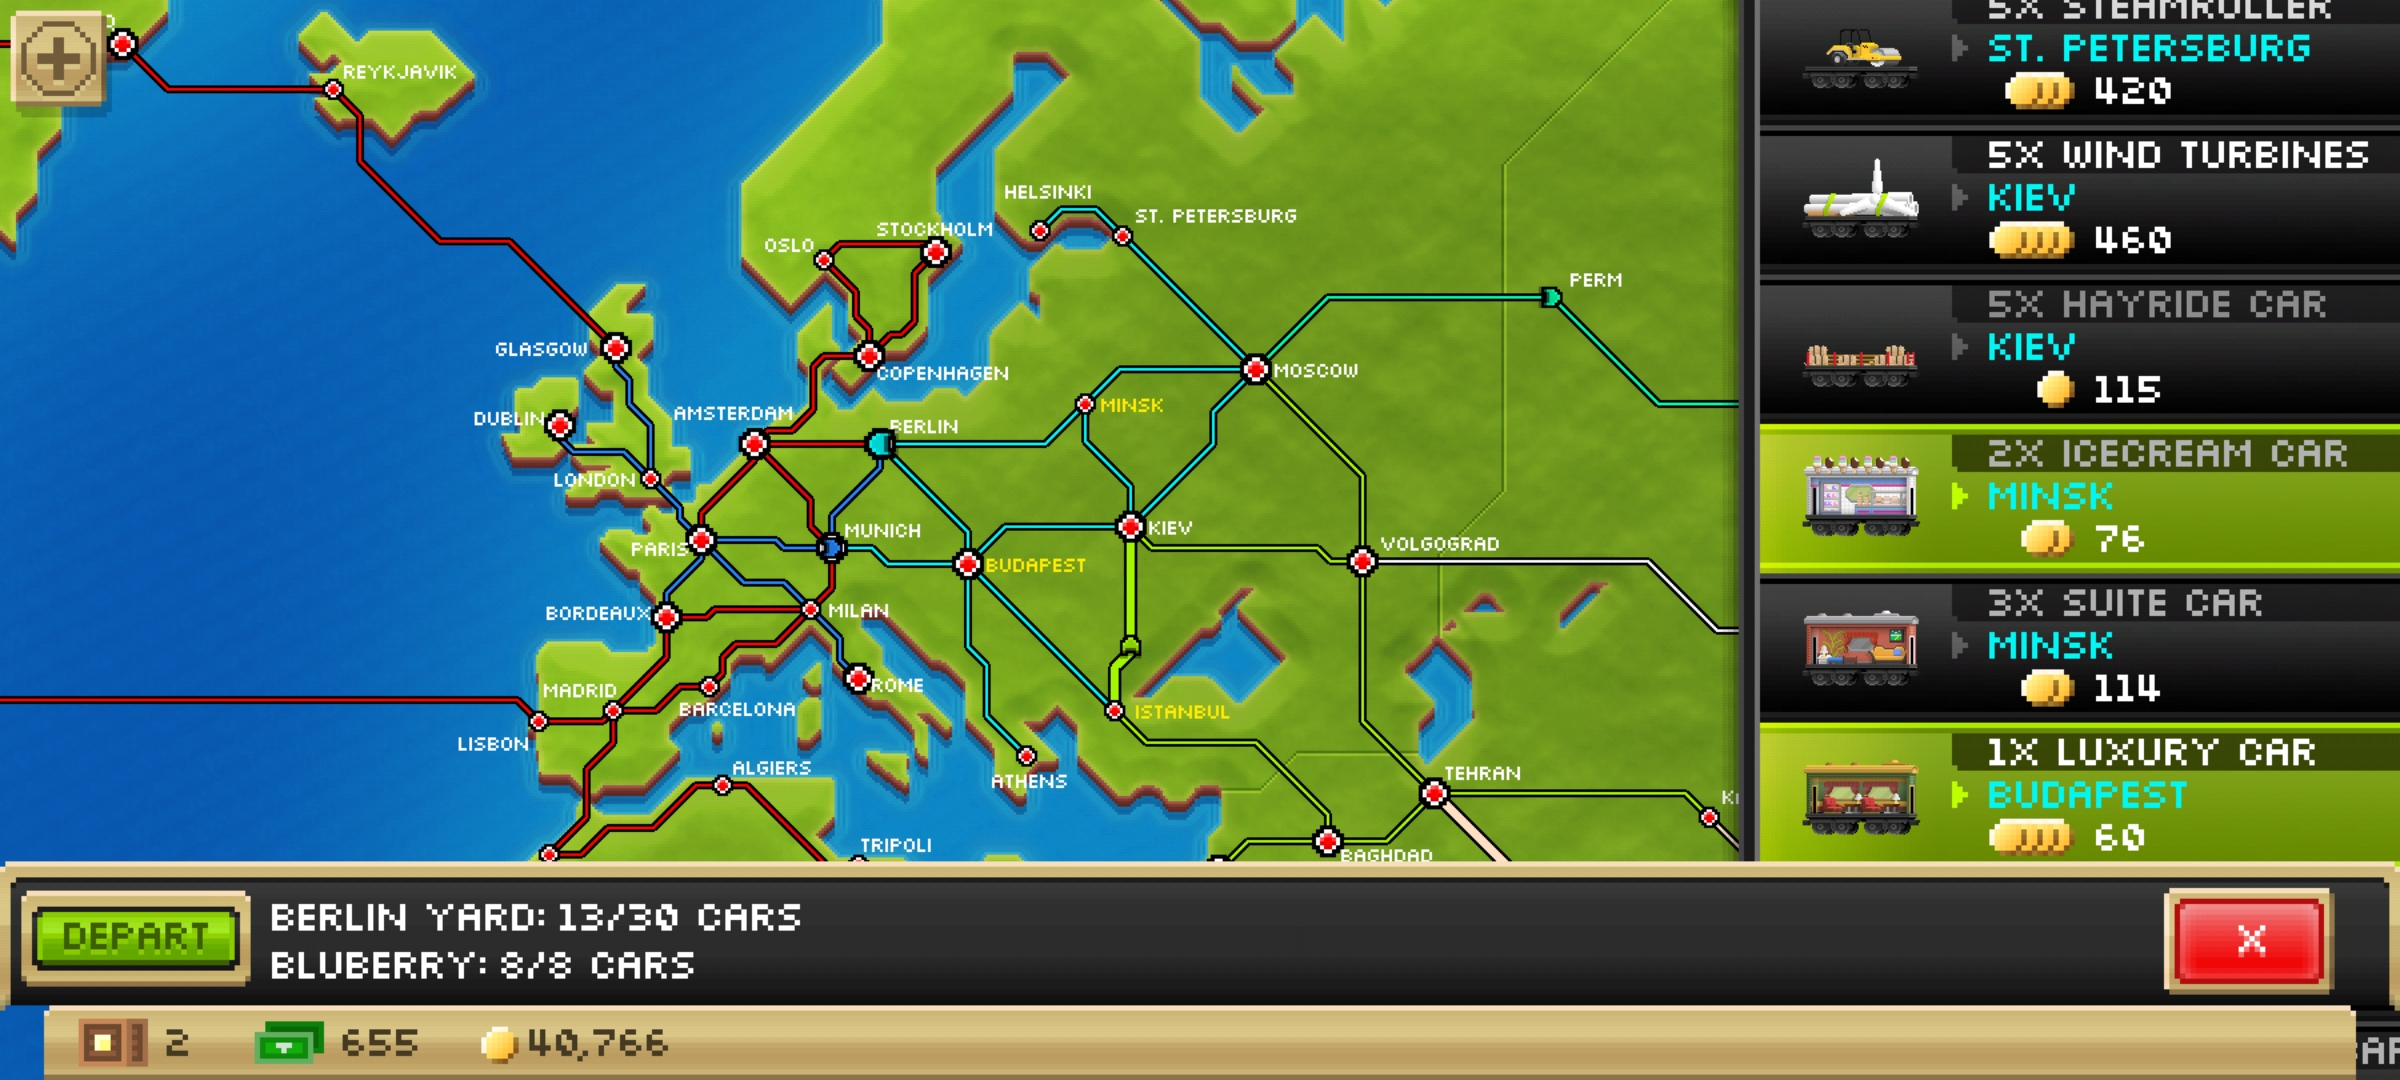 REYKJAVIK
HELSINKI
ST. PETERSBURG
STOCKHOLM
OSLO
PERM
GLASGOW
COPENHAGEN
MOSCOW
DUBLIN
AMSTERDAM
BERLIN
MINSK
LONDON
MUNICH
KIEV
VOLGOGRAD
PARIS
BUDAPEST
BORDEAUX
MILAN
MADRID
ROME
BARCELONA
ISTANBUL
LISBON
ALGIERS
ATHENS
TEHRAN
TRIPOLI
BAGHDAD
5X STEAMROLLER
ST. PETERSBURG
420
5X WIND TURBINES
KIEV
460
5X HAYRIDE CAR
KIEV
115
2X ICECREAM CAR
MINSK
76
3X SUITE CAR
MINSK
114
1X LUXURY CAR
BUDAPEST
60
DEPART
BERLIN YARD: 13/30 CARS
BLUBERRY: 8/8 CARS
X
2
655
40,766